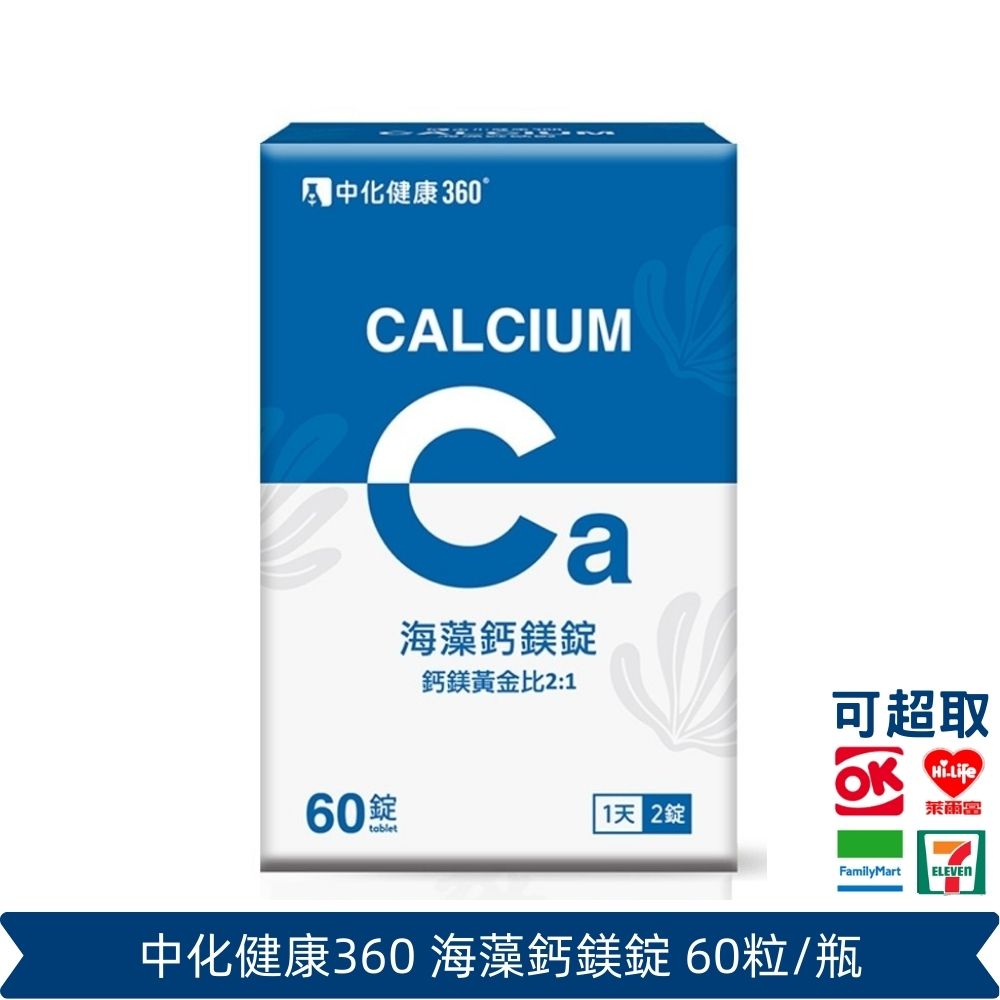 中化健康360
CALCIUM
Ca
海藻鈣鎂錠
鈣鎂黃金比2:1
60錠
tablet
1天 2錠
可超取
OK
Hi-Life
萊爾富
FamilyMart
7
ELEVEN
中化健康360 海藻鈣鎂錠 60粒/瓶